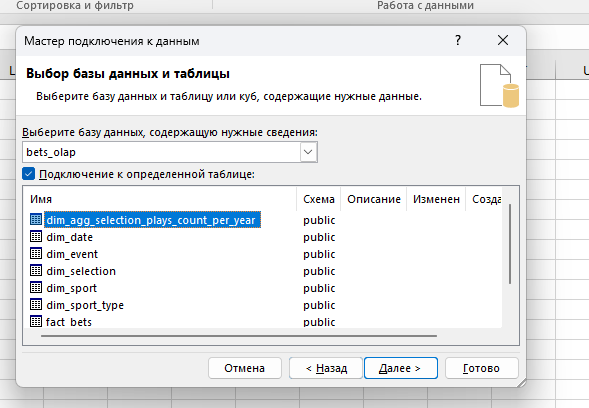 Сортировка и фильтр
Работа с данными
Мастер подключения к данным
?
Выбор базы данных и таблицы
Выберите базу данных и таблицу или куб, содержащие нужные данные.
Выберите базу данных, содержащую нужные сведения:
bets_olap
Подключение к определенной таблице:
Имя Схема Описание Изменен Созда
dim_agg_selection_plays_count_per_year public
dim_date public
dim_event public
dim_selection public
dim_sport public
dim_sport_type public
fact_bets public
Отмена < Назад Далее > Готово